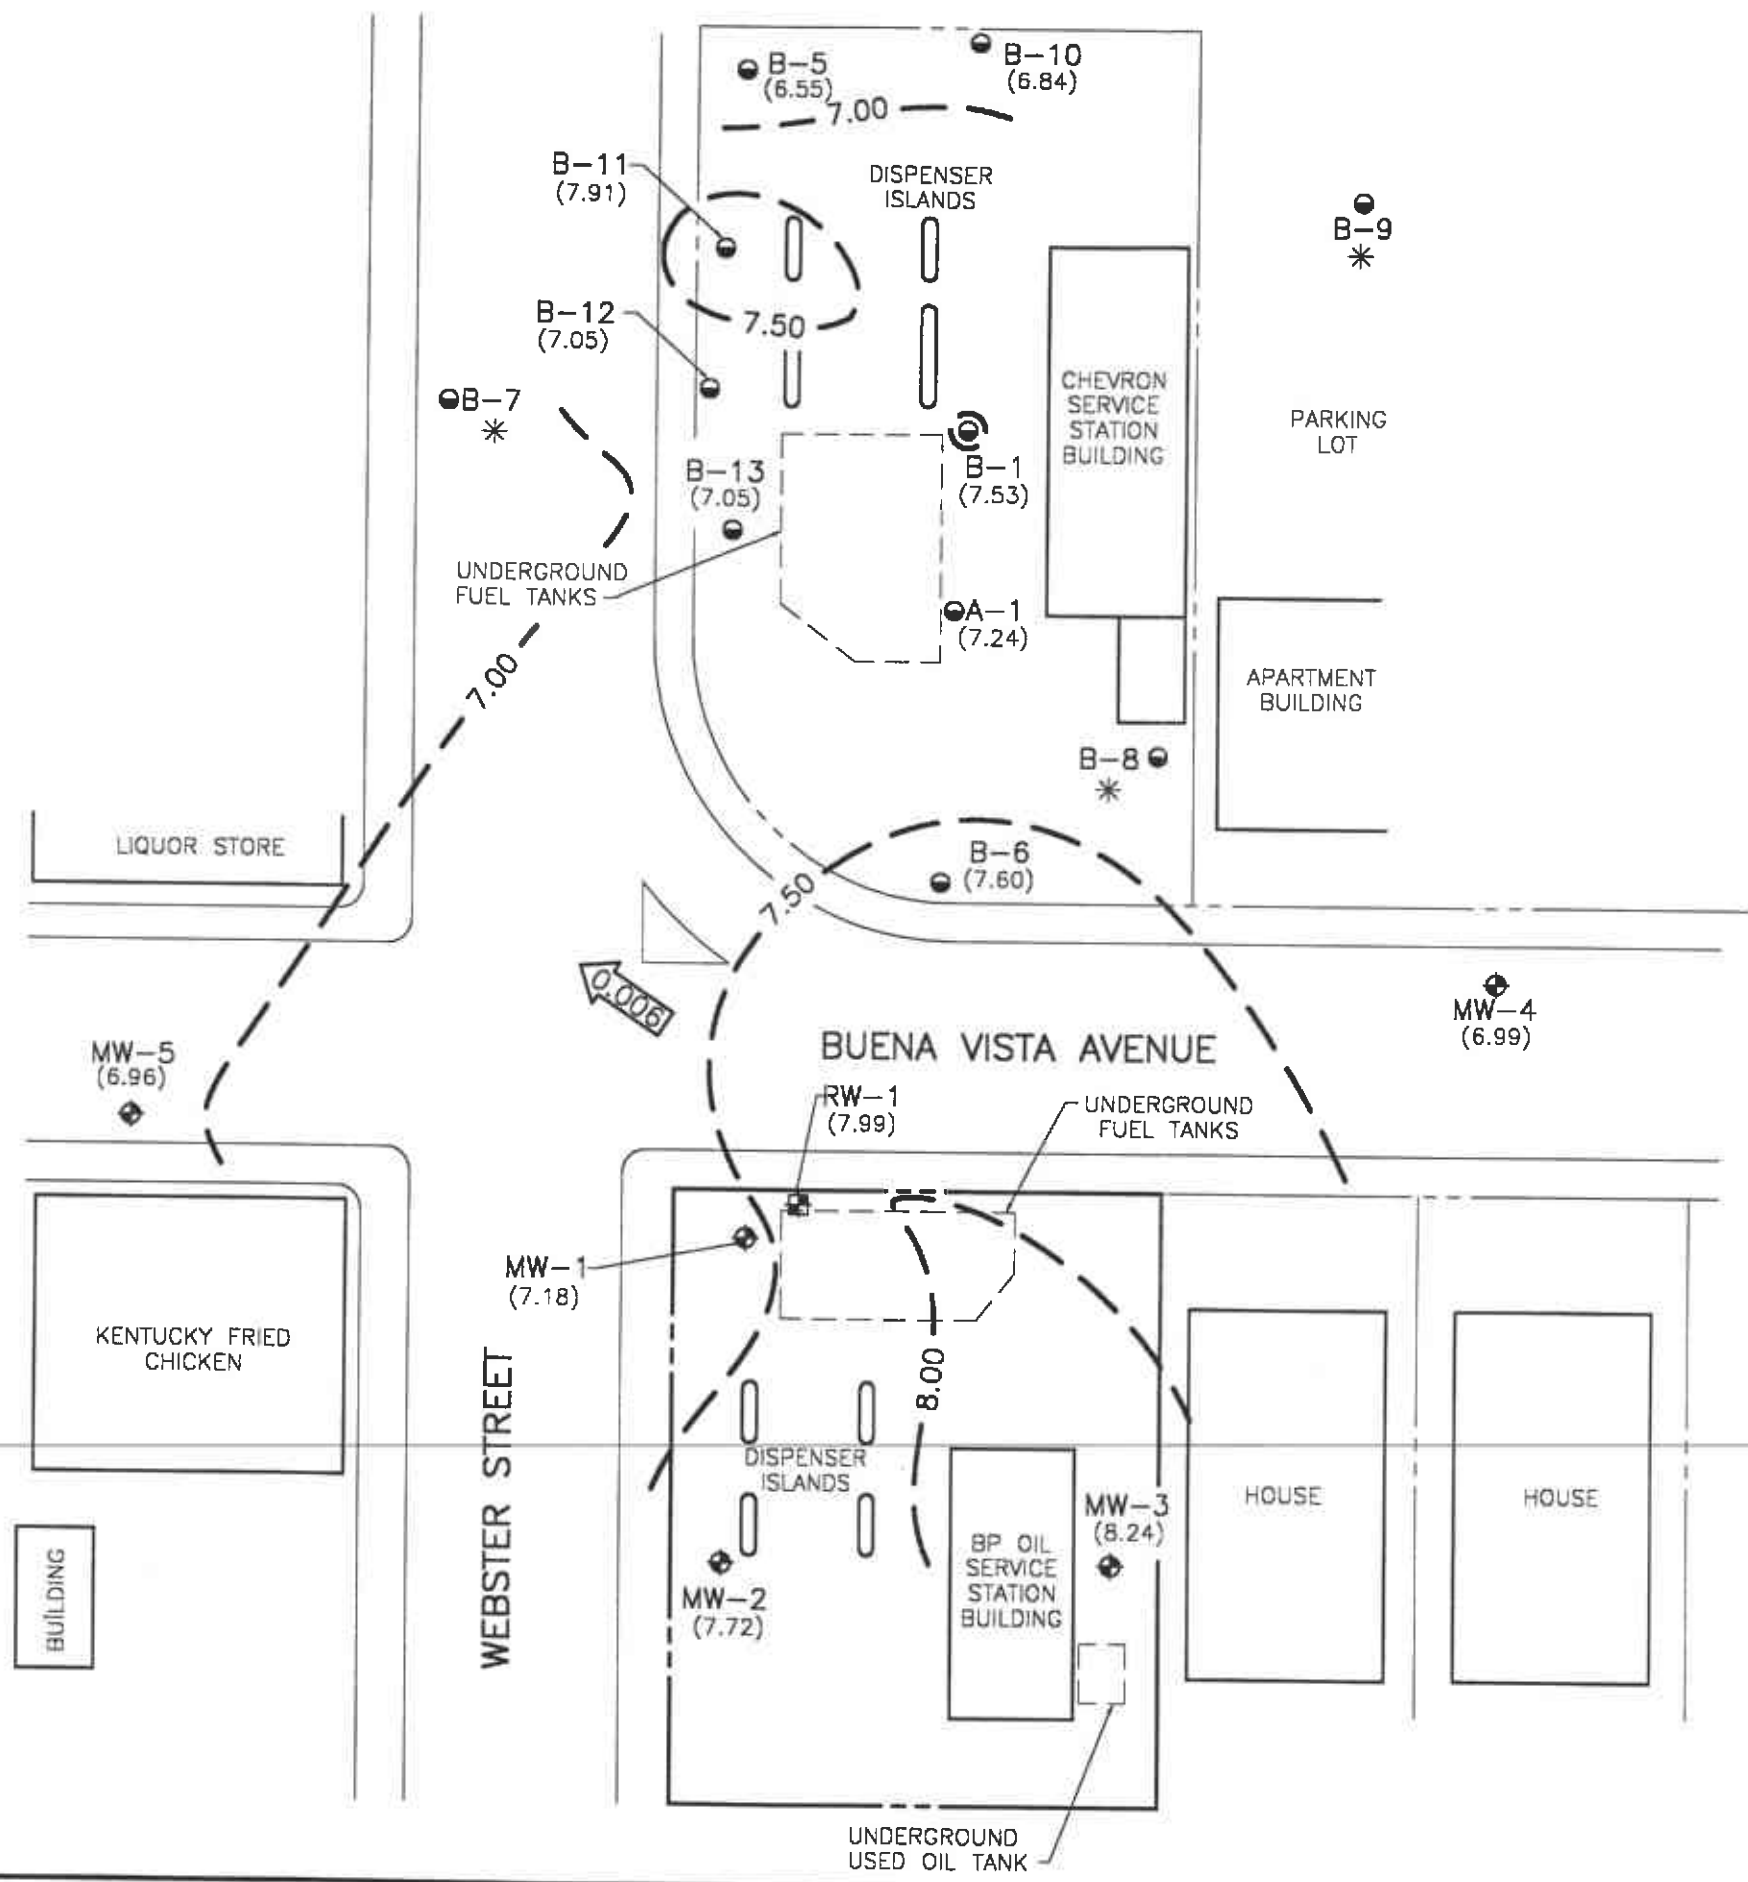 B-5
(6.55)
B-10
(6.84)
7.00
B-11
(7.91)
DISPENSER
ISLANDS
B-9
*
B-12
(7.05)
7.50
B-7
*
CHEVRON
SERVICE
STATION
BUILDING
PARKING
LOT
B-13
(7.05)
B-1
(7.53)
UNDERGROUND
FUEL TANKS
A-1
(7.24)
7.00
APARTMENT
BUILDING
B-8
*
LIQUOR STORE
B-6
(7.60)
7.50
0.006
MW-4
(6.99)
BUENA VISTA AVENUE
MW-5
(6.96)
RW-1
(7.99)
UNDERGROUND
FUEL TANKS
MW-1
(7.18)
KENTUCKY FRIED
CHICKEN
8.00
WEBSTER STREET
DISPENSER
ISLANDS
MW-3
(8.24)
HOUSE
HOUSE
BP OIL
SERVICE
STATION
BUILDING
BUILDING
MW-2
(7.72)
UNDERGROUND
USED OIL TANK